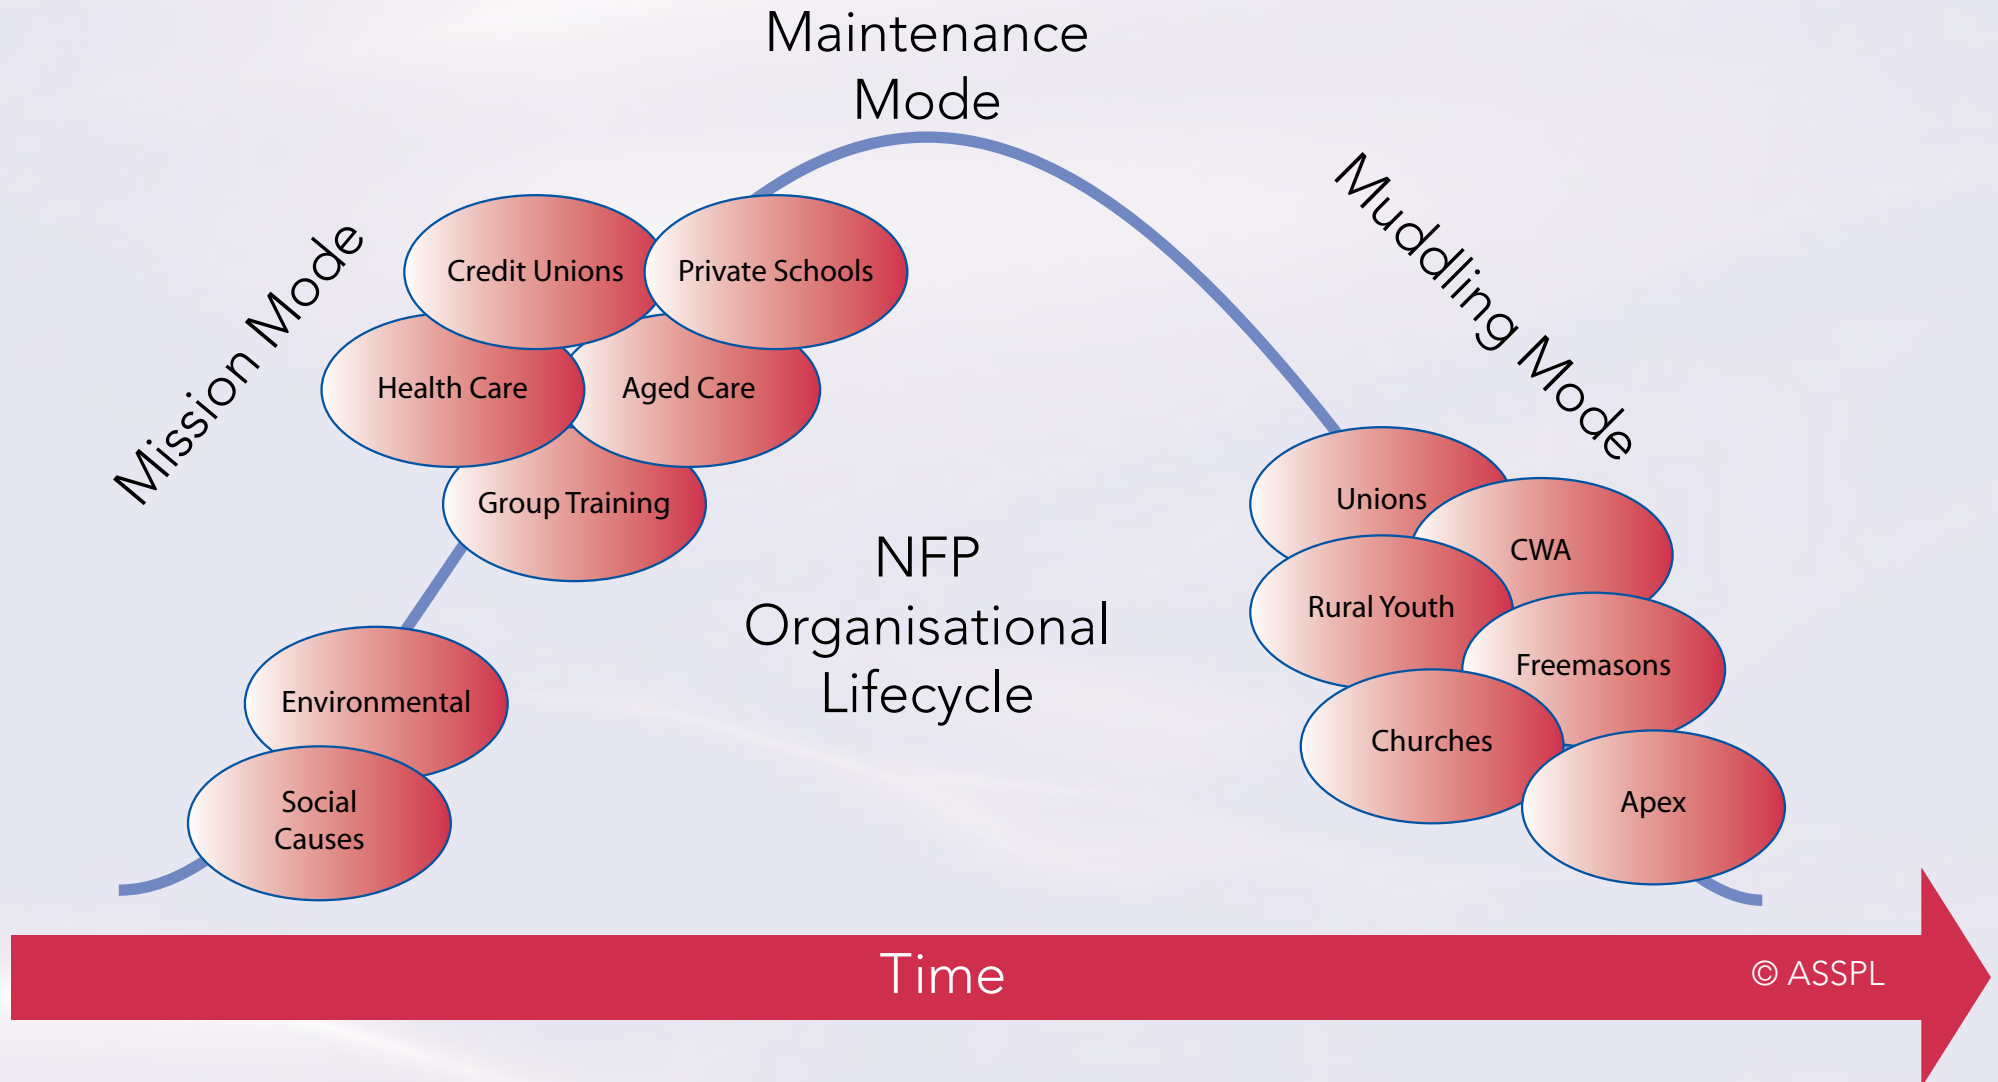 Maintenance
Mode
Mission Mode
Muddling Mode
Credit Unions
Private Schools
Health Care
Aged Care
Group Training
Environmental
Social
Causes
NFP
Organisational
Lifecycle
Unions
CWA
Rural Youth
Freemasons
Churches
Apex
Time
© ASSPL